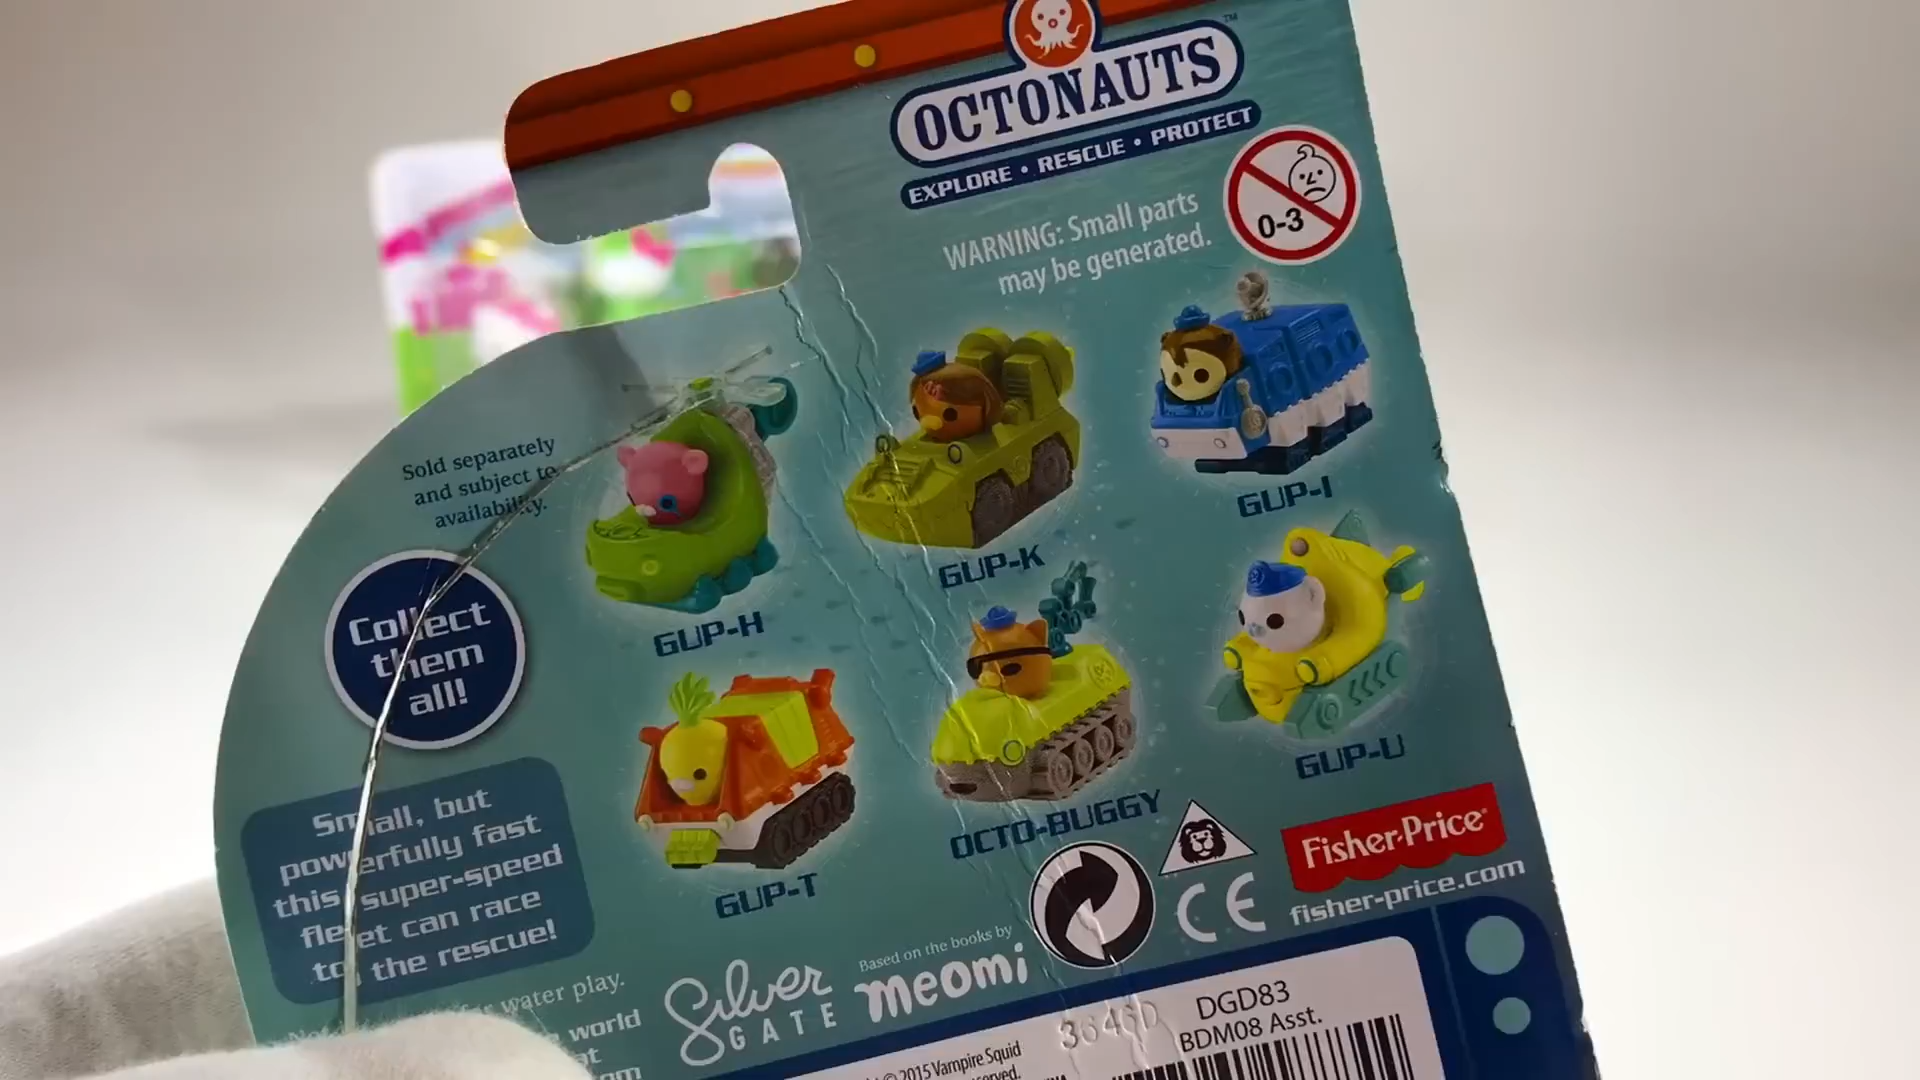 OCTONAUTS™
EXPLORE • RESCUE • PROTECT
WARNING: Small parts
may be generated.
0-3
Sold separately
and subject to
availability.
GUP-H
GUP-K
GUP-I
Collect
them
all!
GUP-T
OCTO-BUGGY
GUP-U
Small, but
powerfully fast
this super-speed
fleet can race
to the rescue!
Fisher-Price®
fisher-price.com
CE
water play.
world
at
Silver
GATE
Based on the books by
meomi
3646D
DGD83
BDM08 Asst.
© 2015 Vampire Squid